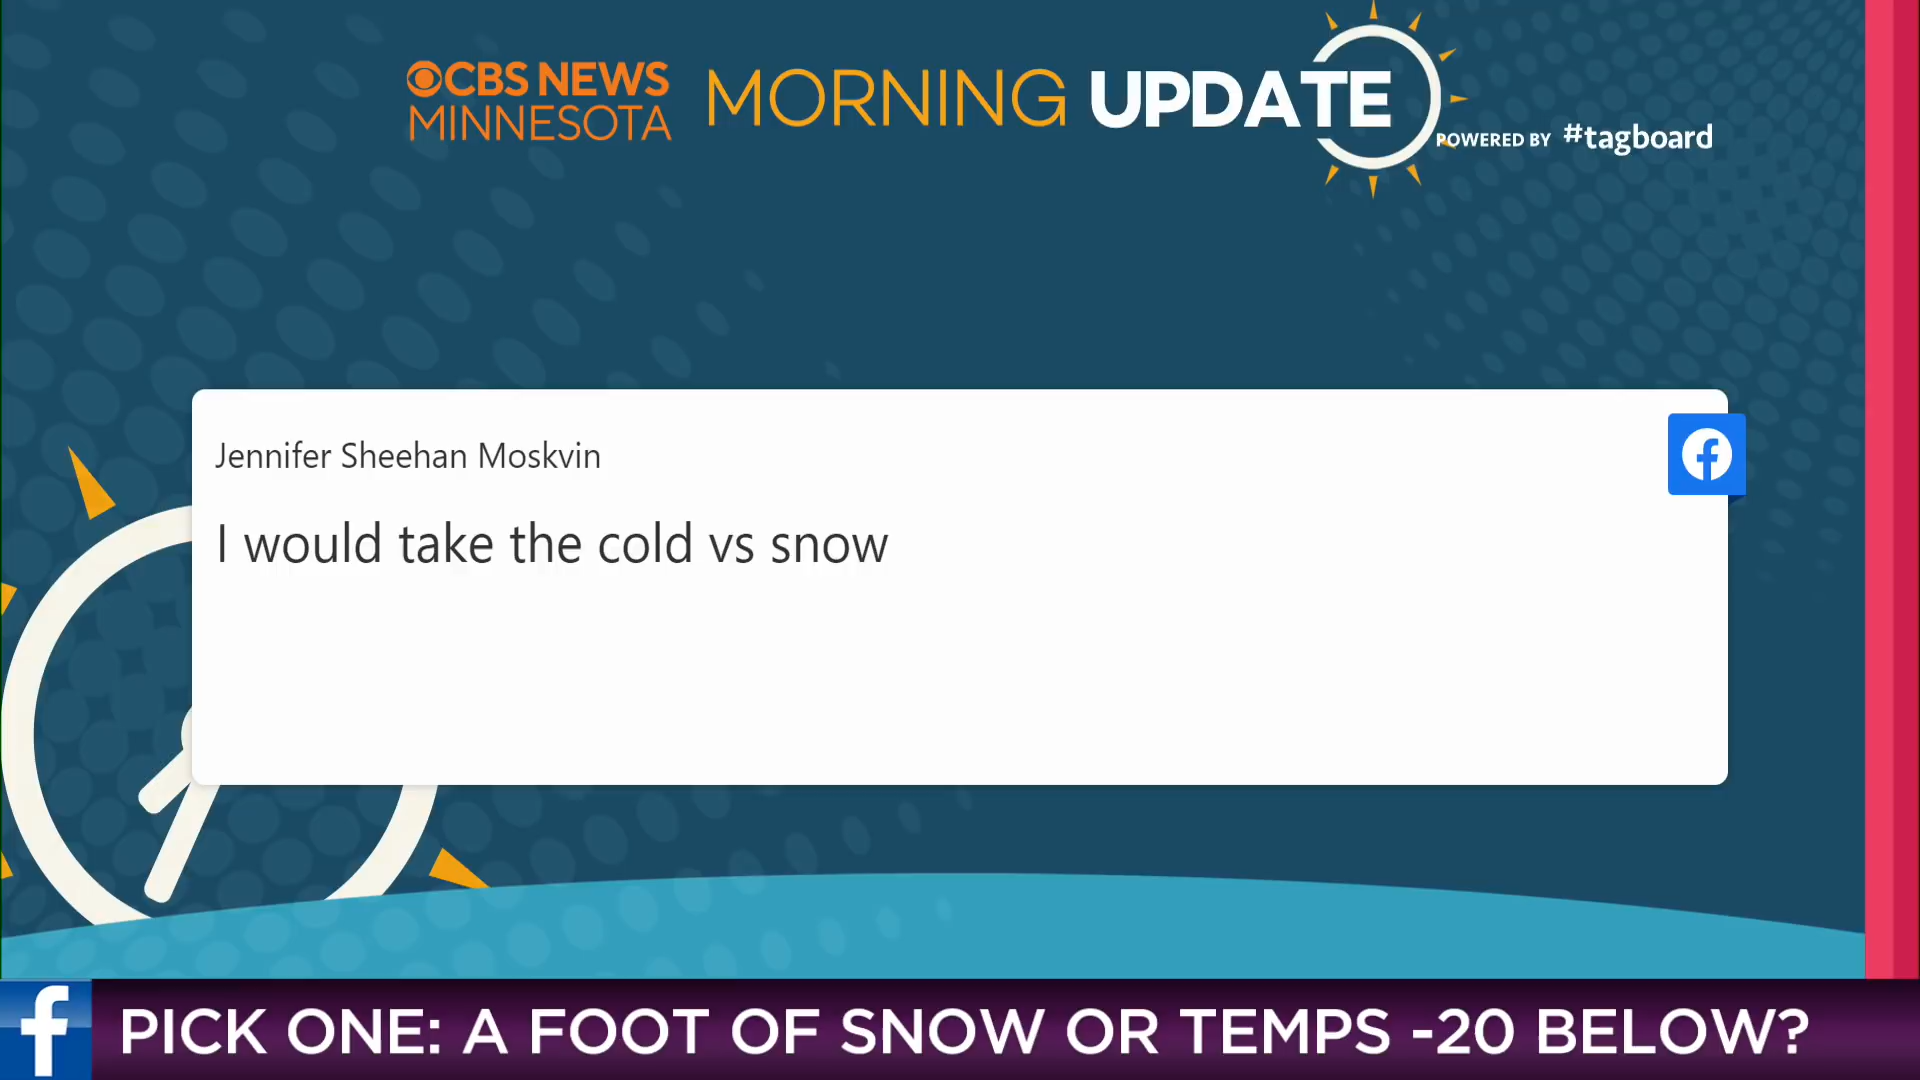 CBS NEWS
MINNESOTA
MORNING UPDATE
POWERED BY #tagboard
Jennifer Sheehan Moskvin
I would take the cold vs snow
PICK ONE: A FOOT OF SNOW OR TEMPS -20 BELOW?